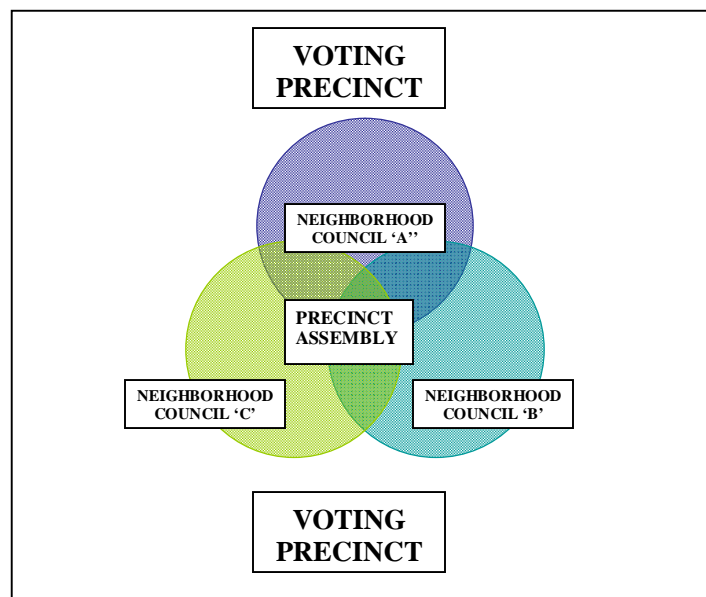 VOTING
PRECINCT
NEIGHBORHOOD
COUNCIL ‘A’’
PRECINCT
ASSEMBLY
NEIGHBORHOOD
COUNCIL ‘C’
NEIGHBORHOOD
COUNCIL ‘B’
VOTING
PRECINCT